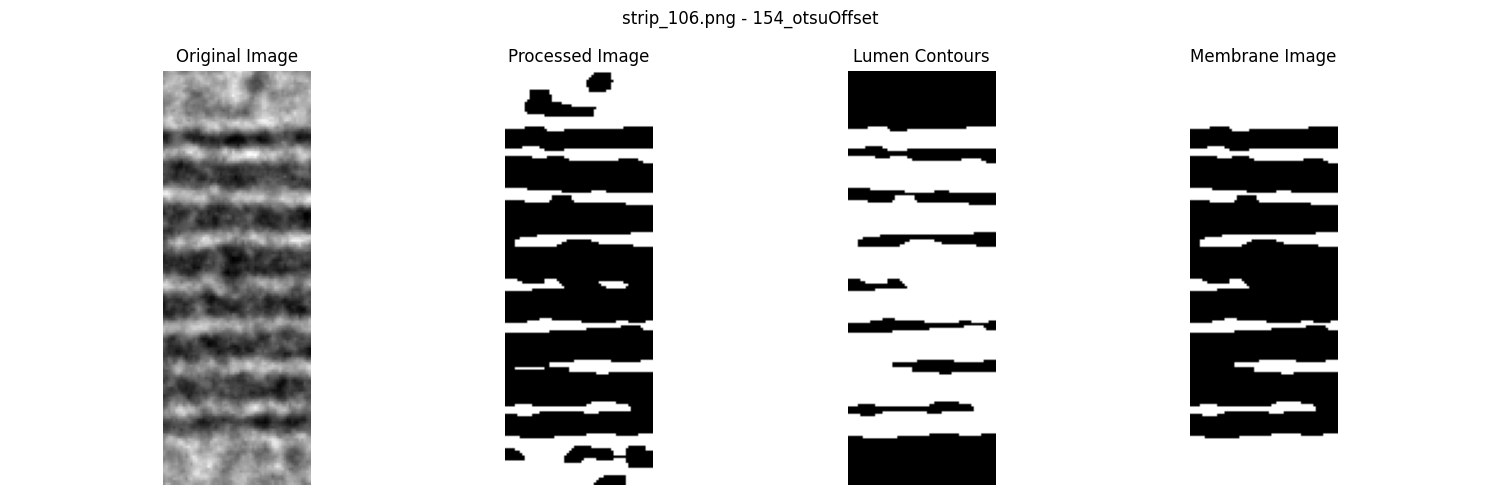 strip_106.png - 154_otsuOffset
Original Image
Processed Image
Lumen Contours
Membrane Image